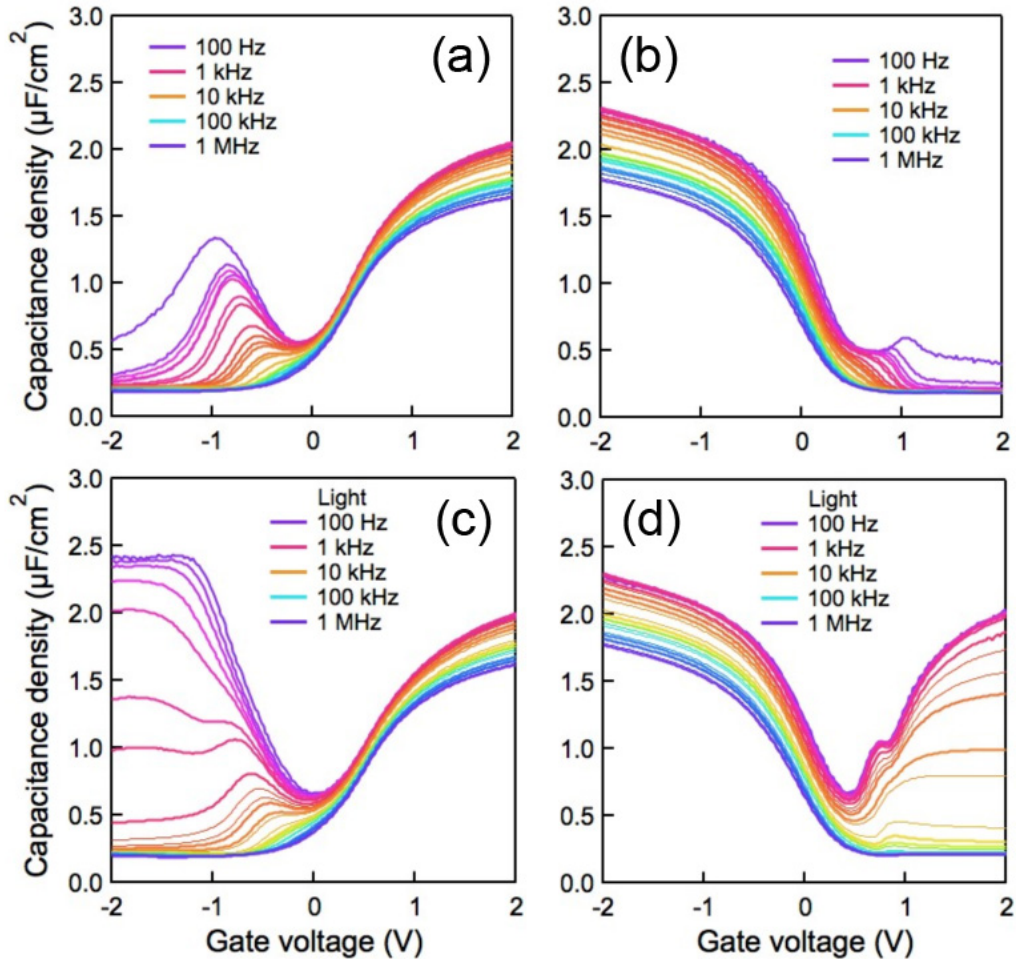 3.0
2.5
2.0
1.5
1.0
0.5
0.0
Capacitance density (µF/cm²)
100 Hz
1 kHz
10 kHz
100 kHz
1 MHz
(a)
-2 -1 0 1 2
3.0
2.5
2.0
1.5
1.0
0.5
0.0
(b)
100 Hz
1 kHz
10 kHz
100 kHz
1 MHz
-2 -1 0 1 2
3.0
2.5
2.0
1.5
1.0
0.5
0.0
Capacitance density (µF/cm²)
Light
100 Hz
1 kHz
10 kHz
100 kHz
1 MHz
(c)
-2 -1 0 1 2
Gate voltage (V)
3.0
2.5
2.0
1.5
1.0
0.5
0.0
(d)
Light
100 Hz
1 kHz
10 kHz
100 kHz
1 MHz
-2 -1 0 1 2
Gate voltage (V)